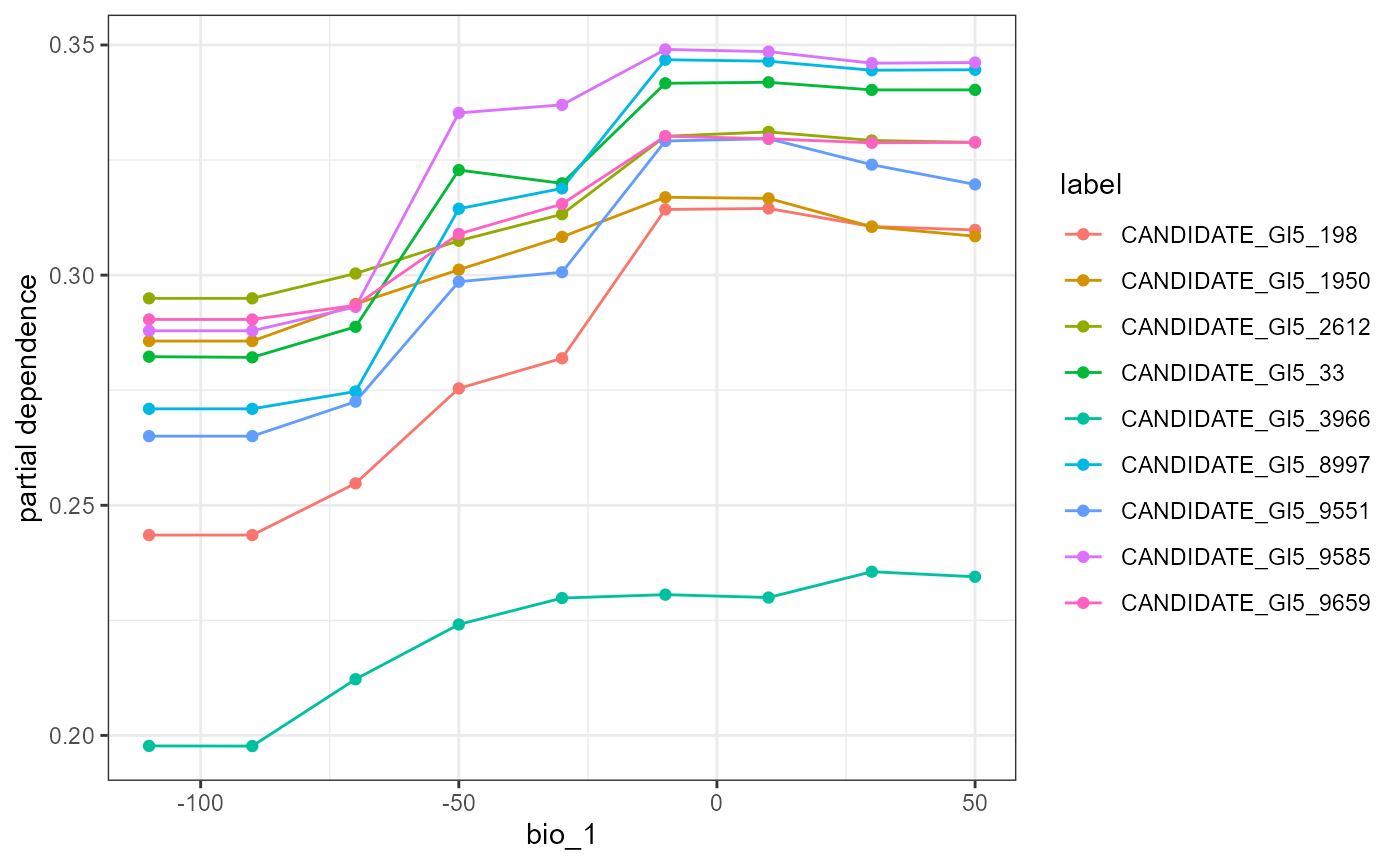 0.35
0.30
0.25
0.20
partial dependence
-100
-50
0
50
bio_1
label
CANDIDATE_GI5_198
CANDIDATE_GI5_1950
CANDIDATE_GI5_2612
CANDIDATE_GI5_33
CANDIDATE_GI5_3966
CANDIDATE_GI5_8997
CANDIDATE_GI5_9551
CANDIDATE_GI5_9585
CANDIDATE_GI5_9659